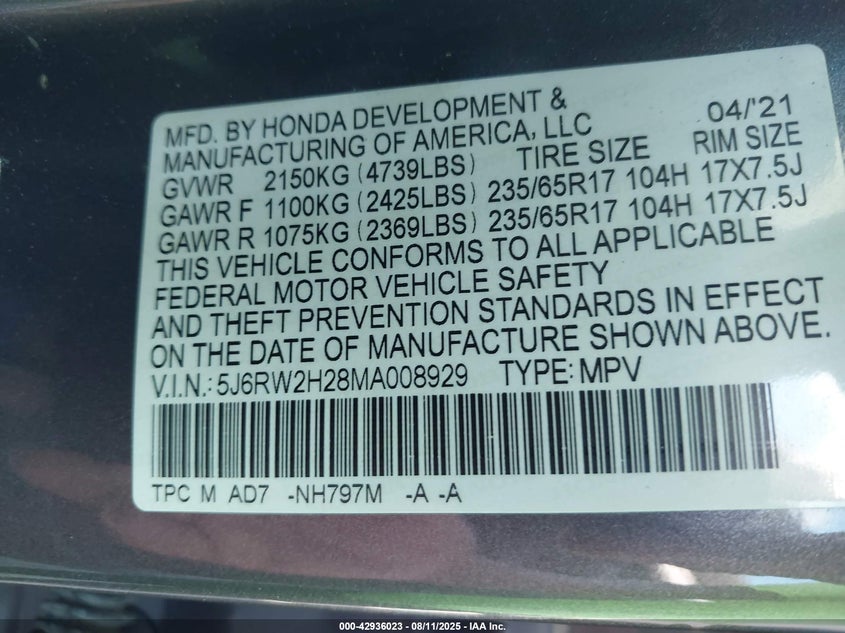 MFD. BY HONDA DEVELOPMENT & 
MANUFACTURING OF AMERICA, LLC 04/'21
GVWR 2150KG (4739LBS) TIRE SIZE RIM SIZE
GAWR F 1100KG (2425LBS) 235/65R17 104H 17X7.5J
GAWR R 1075KG (2369LBS) 235/65R17 104H 17X7.5J
THIS VEHICLE CONFORMS TO ALL APPLICABLE
FEDERAL MOTOR VEHICLE SAFETY
AND THEFT PREVENTION STANDARDS IN EFFECT
ON THE DATE OF MANUFACTURE SHOWN ABOVE.
V.I.N.: 5J6RW2H28MA008929 TYPE: MPV
TPC M AD7 -NH797M -A -A
000-42936023 - 08/11/2025 - IAA Inc.